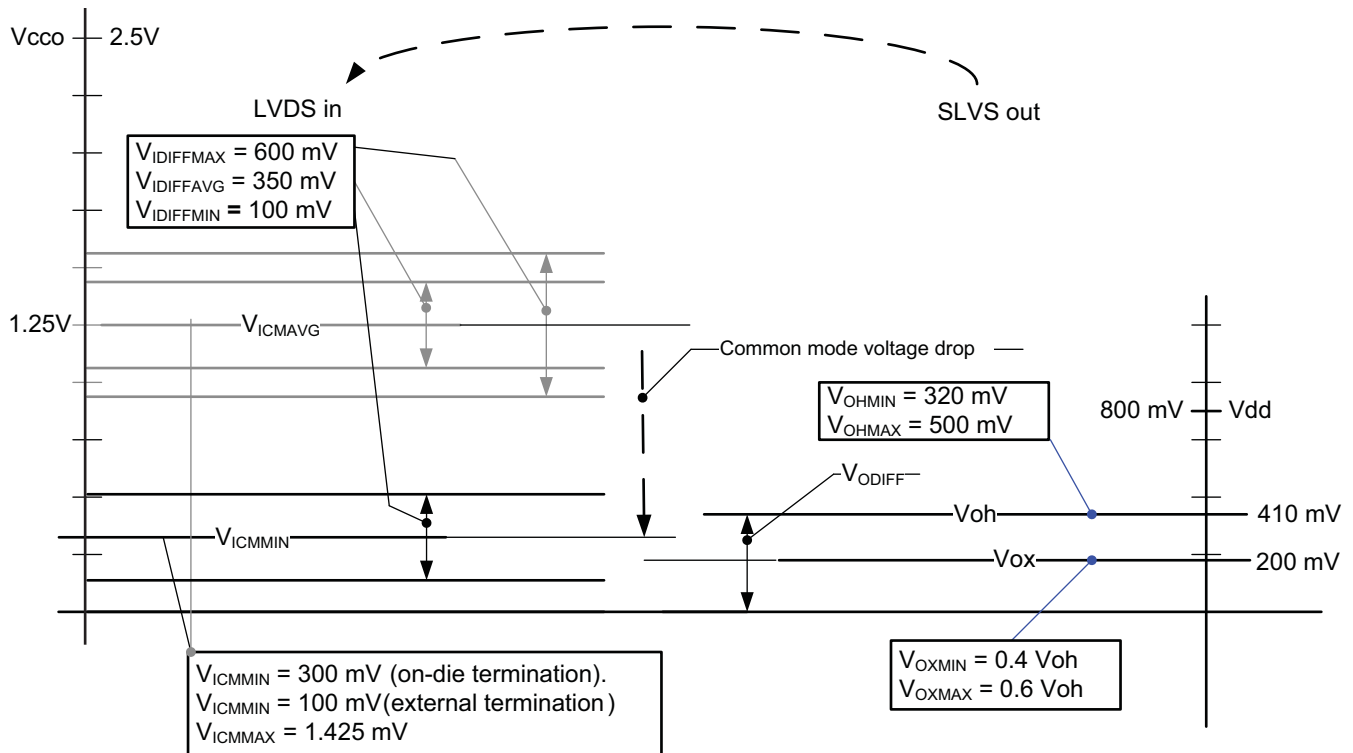 Vcco
2.5V
LVDS in
SLVS out
VIDIFFMAX = 600 mV
VIDIFFAVG = 350 mV
VIDIFFMIN = 100 mV
1.25V
VICMAVG
Common mode voltage drop
VOHMIN = 320 mV
VOHMAX = 500 mV
800 mV
Vdd
VODIFF
Voh
410 mV
VICMMIN
Vox
200 mV
VICMMIN = 300 mV (on-die termination).
VICMMIN = 100 mV(external termination)
VICMMAX = 1.425 mV
VOXMIN = 0.4 Voh
VOXMAX = 0.6 Voh